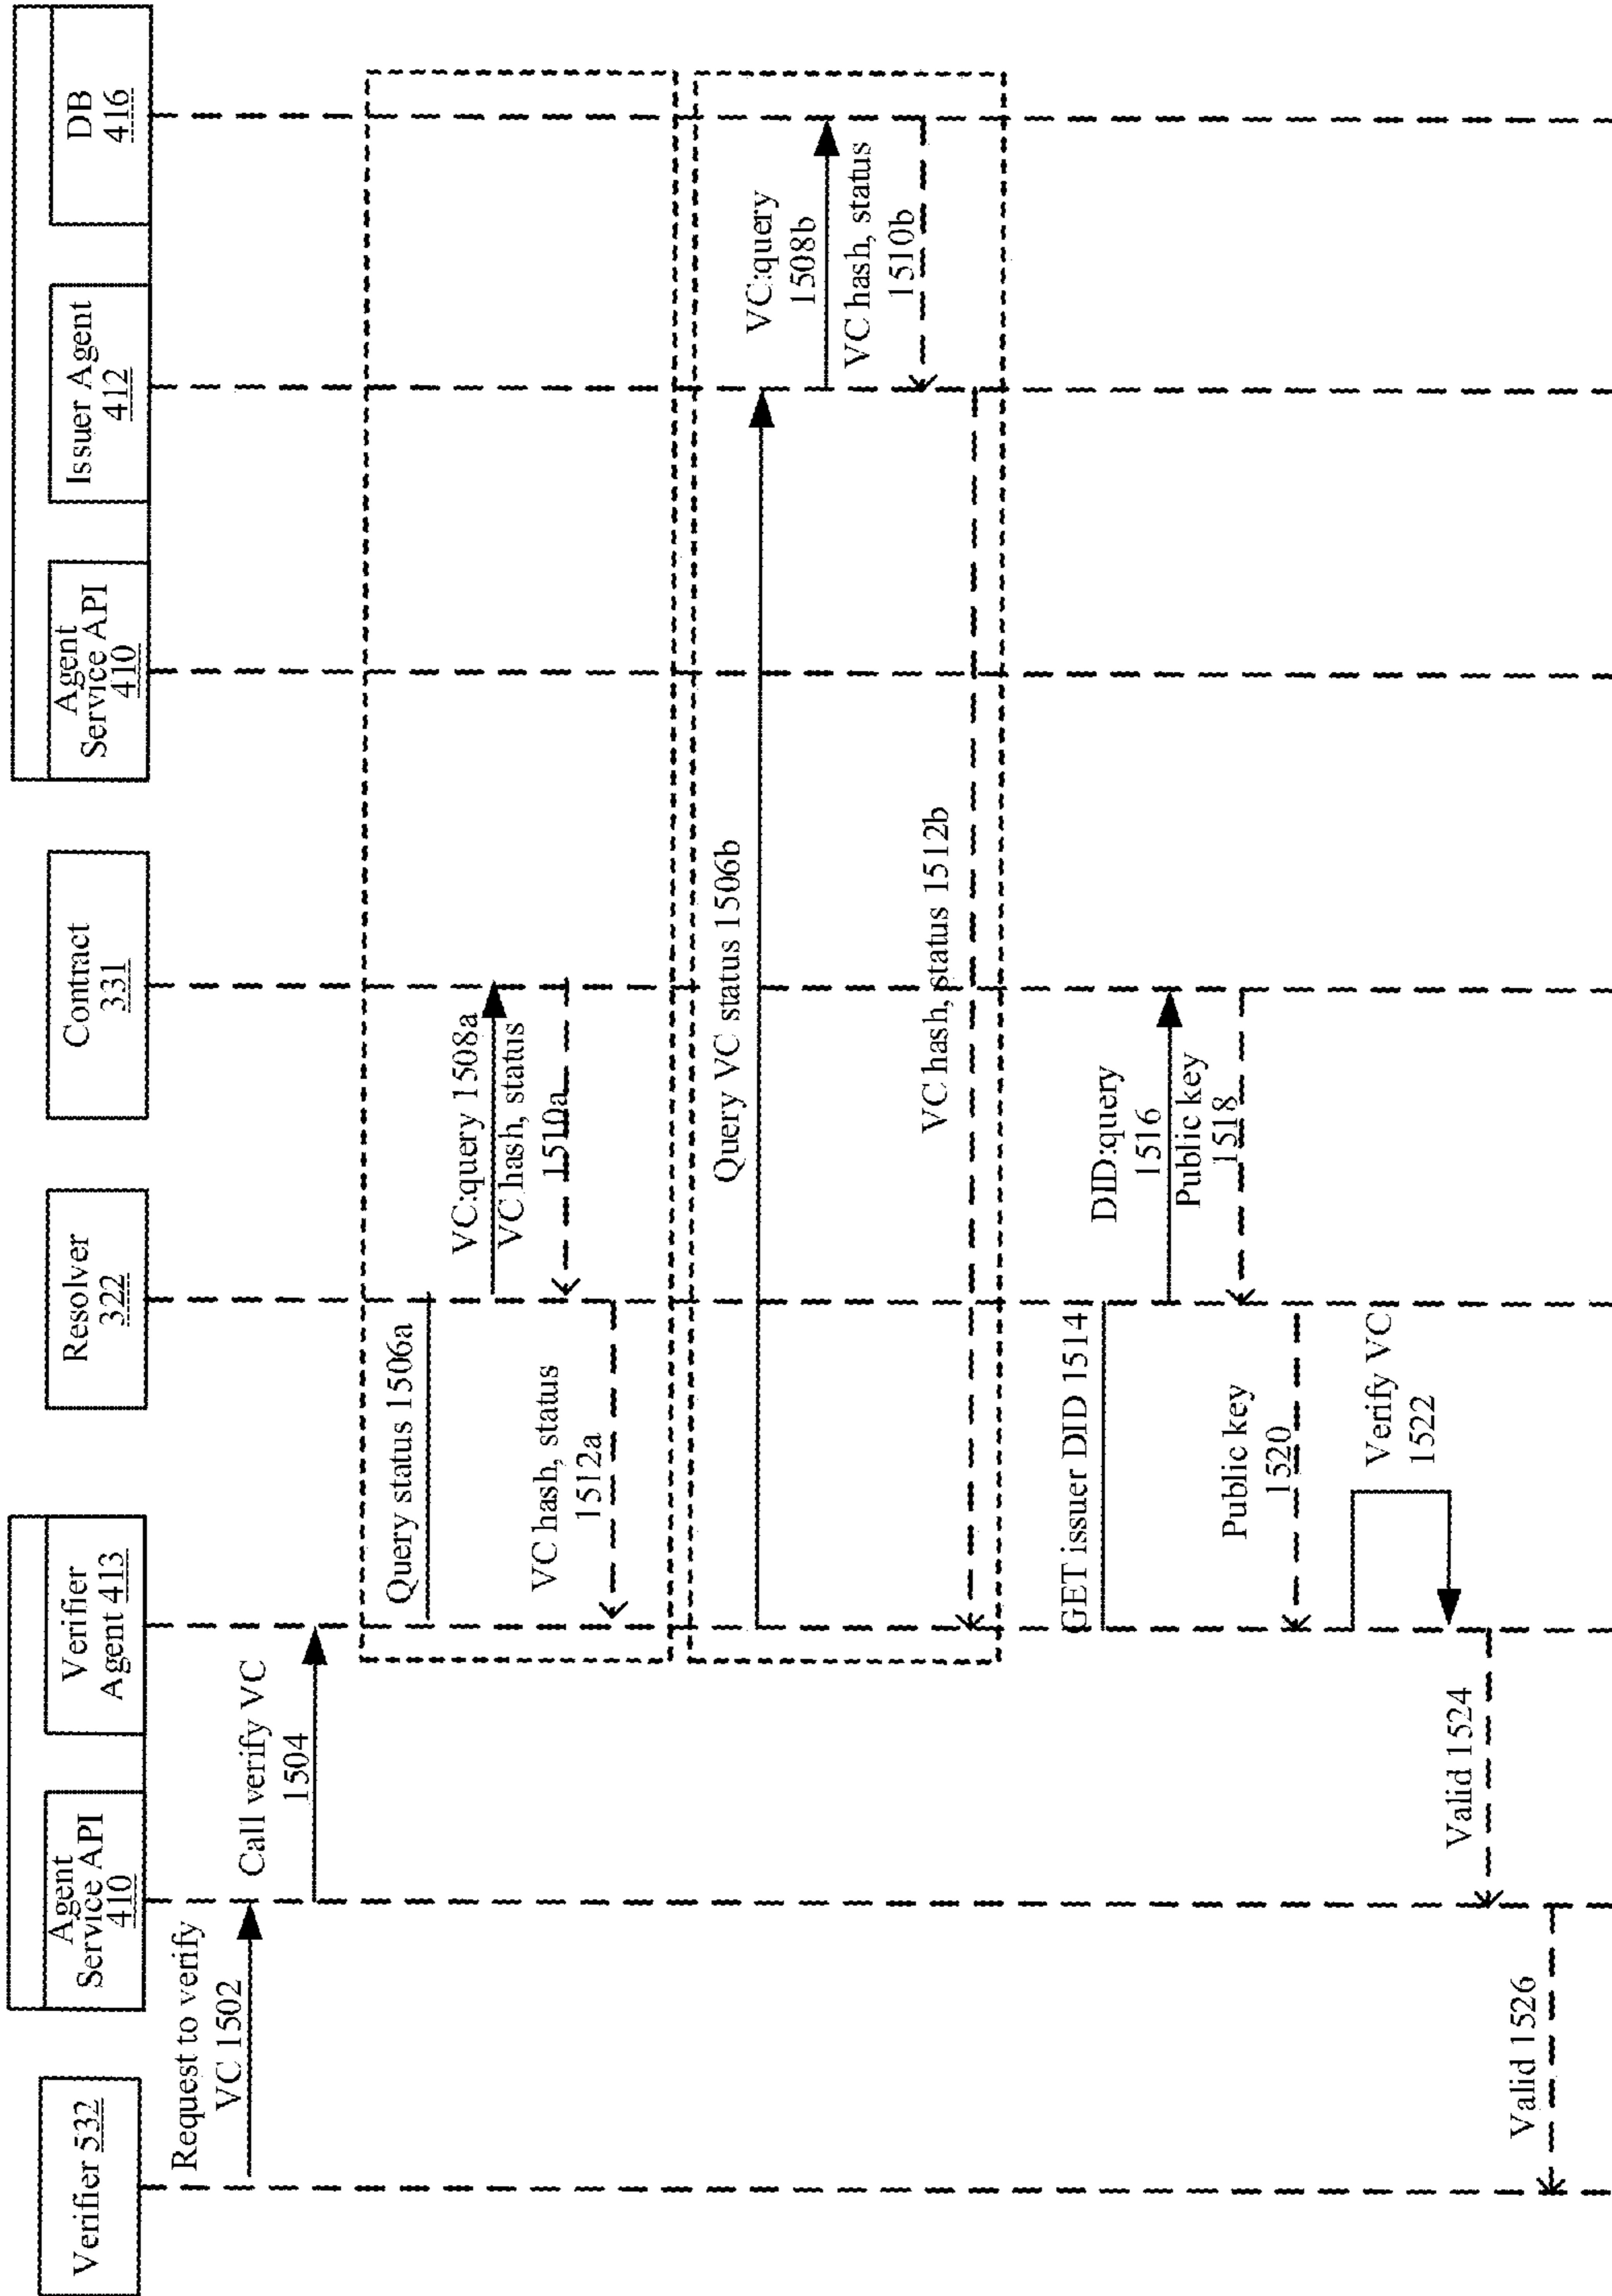 Verifier 532
Agent
Service API
410
Verifier
Agent 413
Resolver
322
Contract
331
Agent
Service API
410
Issuer Agent
412
DB
416
Request to verify
VC 1502
Call verify VC
1504
Query status 1506a
VC:query 1508a
VC hash, status
1510a
VC hash, status
1512a
Query VC status 1506b
VC:query
1508b
VC hash, status
1510b
VC hash, status 1512b
GET issuer DID 1514
DID:query
1516
Public key
1518
Public key
1520
Verify VC
1522
Valid 1524
Valid 1526